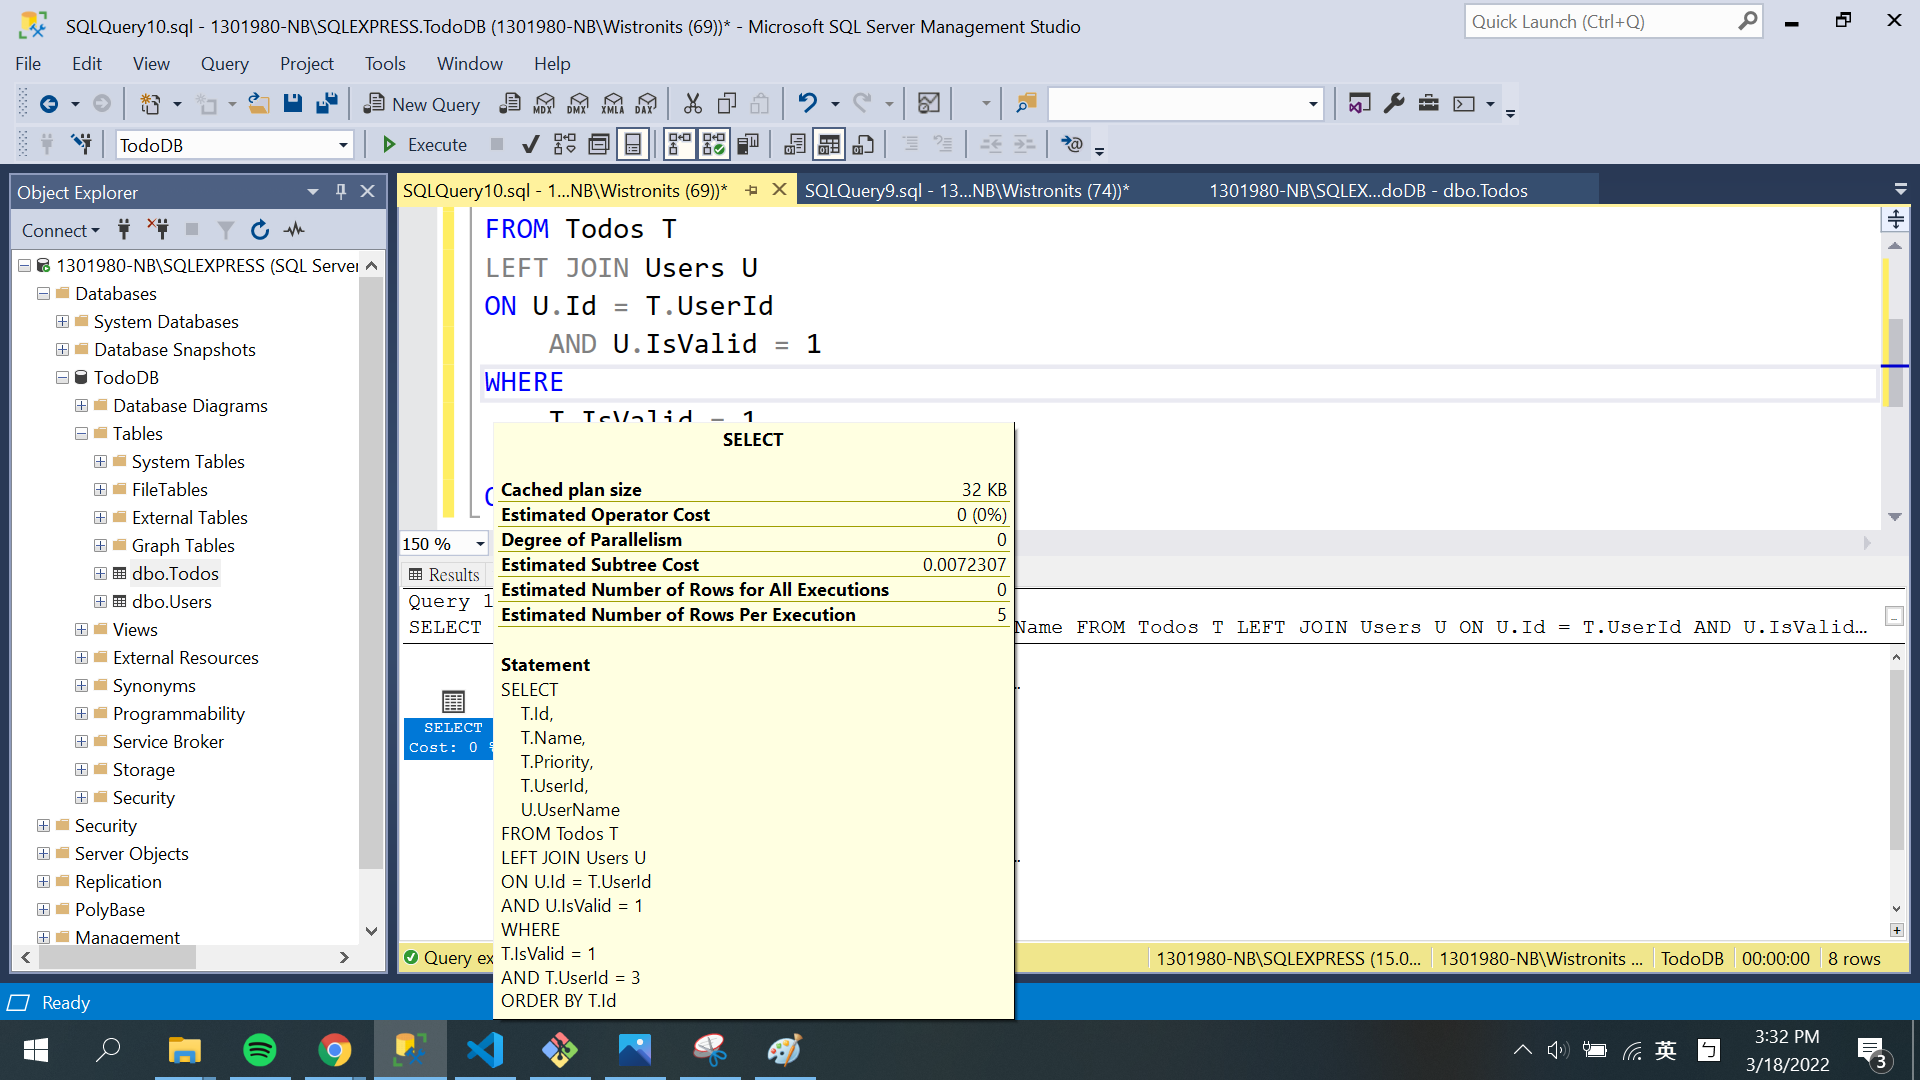 SQLQuery10.sql - 1301980-NB\SQLEXPRESS.TodoDB (1301980-NB\Wistronits (69))* - Microsoft SQL Server Management Studio
Quick Launch (Ctrl+Q)
File Edit View Query Project Tools Window Help
New Query MDX DMX XMLA DAX
TodoDB Execute
Object Explorer
SQLQuery10.sql - 1...NB\Wistronits (69))*
SQLQuery9.sql - 13...NB\Wistronits (74))*
1301980-NB\SQLEX...doDB - dbo.Todos
Connect
1301980-NB\SQLEXPRESS (SQL Server
Databases
System Databases
Database Snapshots
TodoDB
Database Diagrams
Tables
System Tables
FileTables
External Tables
Graph Tables
dbo.Todos
dbo.Users
Views
External Resources
Synonyms
Programmability
Service Broker
Storage
Security
Security
Server Objects
Replication
PolyBase
Management
FROM Todos T
LEFT JOIN Users U
ON U.Id = T.UserId
AND U.IsValid = 1
WHERE
T.IsValid = 1
150 %
Results
Query 1
SELECT
Name FROM Todos T LEFT JOIN Users U ON U.Id = T.UserId AND U.IsValid…
SELECT
Cost: 0 %
SELECT
Cached plan size 32 KB
Estimated Operator Cost 0 (0%)
Degree of Parallelism 0
Estimated Subtree Cost 0.0072307
Estimated Number of Rows for All Executions 0
Estimated Number of Rows Per Execution 5
Statement
SELECT
T.Id,
T.Name,
T.Priority,
T.UserId,
U.UserName
FROM Todos T
LEFT JOIN Users U
ON U.Id = T.UserId
AND U.IsValid = 1
WHERE
T.IsValid = 1
AND T.UserId = 3
ORDER BY T.Id
Query ex
1301980-NB\SQLEXPRESS (15.0... 1301980-NB\Wistronits ... TodoDB 00:00:00 8 rows
Ready
英
ㄅ
3:32 PM
3/18/2022
3